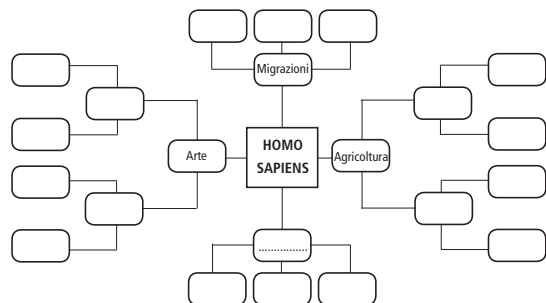 Migrazioni
Arte
HOMO
SAPIENS
Agricoltura
.................